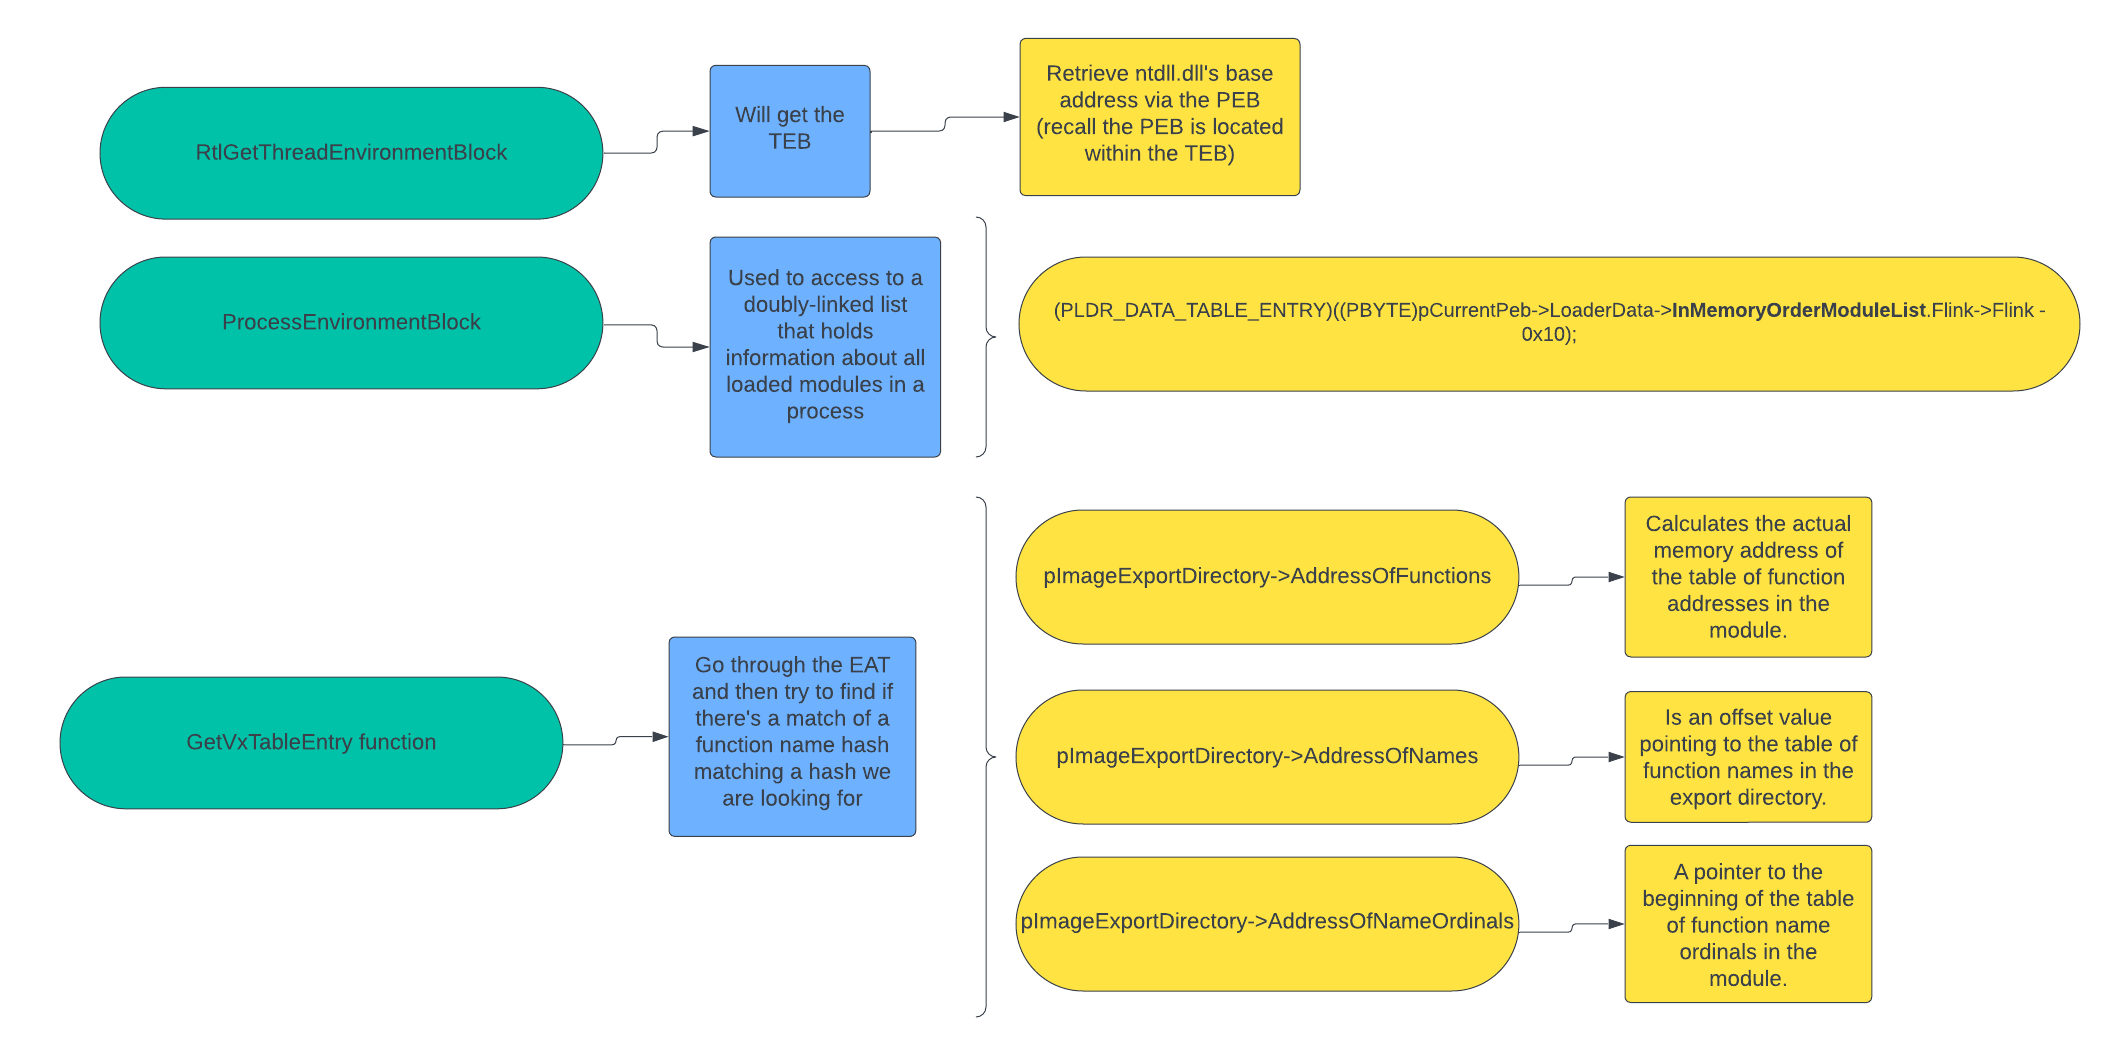 RtlGetThreadEnvironmentBlock
Will get the
TEB
Retrieve ntdll.dll's base
address via the PEB
(recall the PEB is located
within the TEB)
ProcessEnvironmentBlock
Used to access to a
doubly-linked list
that holds
information about all
loaded modules in a
process
(PLDR_DATA_TABLE_ENTRY)((PBYTE)pCurrentPeb->LoaderData->InMemoryOrderModuleList.Flink->Flink -
0x10);
GetVxTableEntry function
Go through the EAT
and then try to find if
there's a match of a
function name hash
matching a hash we
are looking for
pImageExportDirectory->AddressOfFunctions
Calculates the actual
memory address of
the table of function
addresses in the
module.
pImageExportDirectory->AddressOfNames
Is an offset value
pointing to the table of
function names in the
export directory.
pImageExportDirectory->AddressOfNameOrdinals
A pointer to the
beginning of the table
of function name
ordinals in the
module.